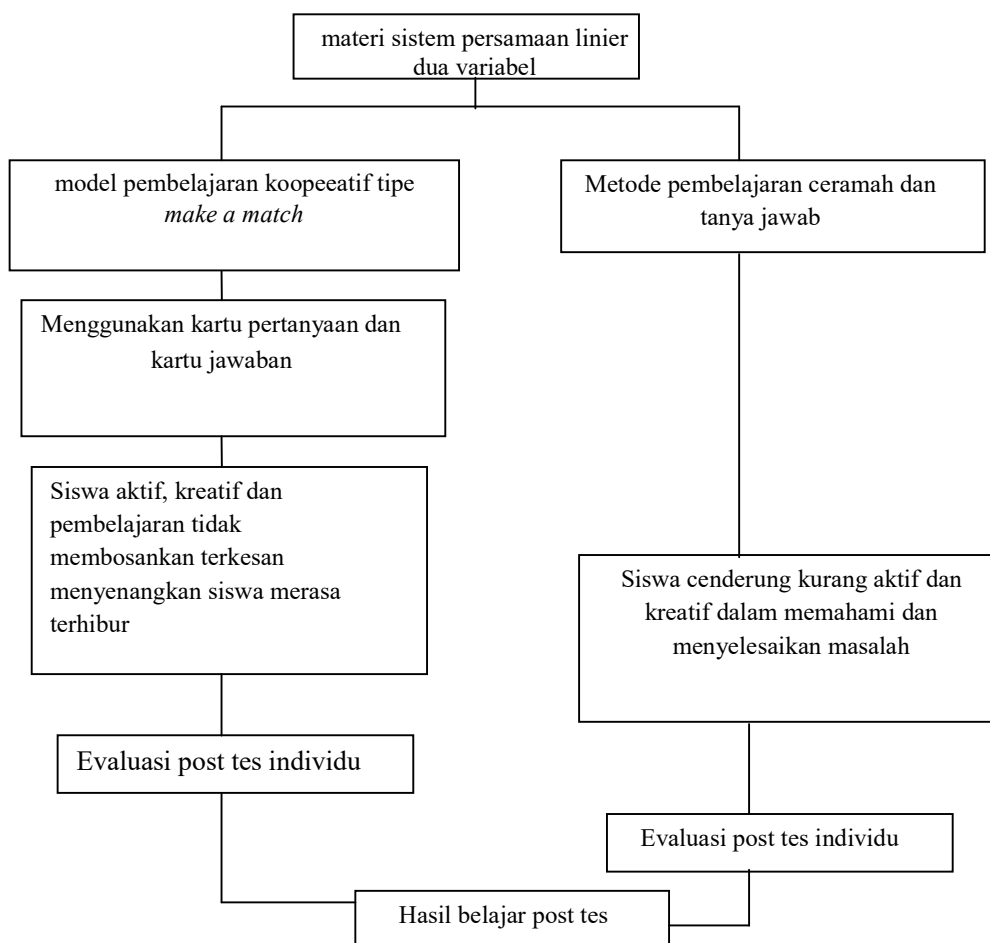 materi sistem persamaan linier
dua variabel
model pembelajaran koopeeatif tipe
make a match
Metode pembelajaran ceramah dan
tanya jawab
Menggunakan kartu pertanyaan dan
kartu jawaban
Siswa aktif, kreatif dan
pembelajaran tidak
membosankan terkesan
menyenangkan siswa merasa
terhibur
Siswa cenderung kurang aktif dan
kreatif dalam memahami dan
menyelesaikan masalah
Evaluasi post tes individu
Evaluasi post tes individu
Hasil belajar post tes